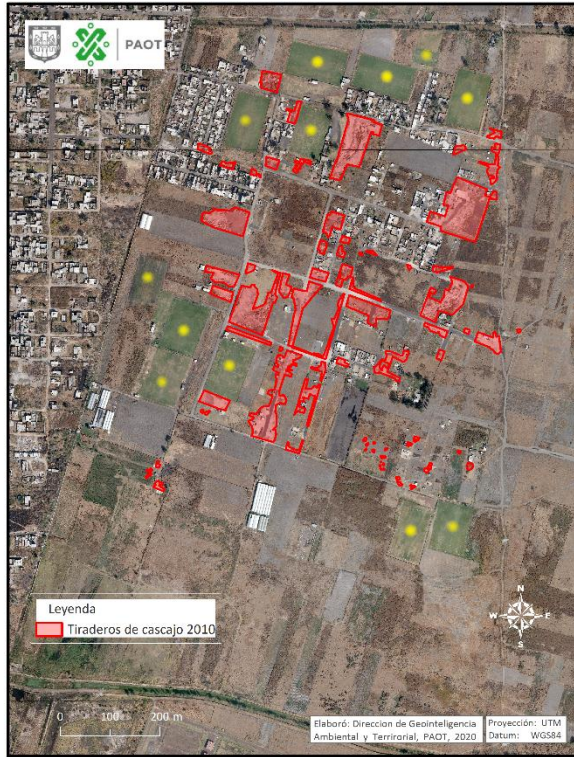 PAOT
N
W E
S
Leyenda
Tiraderos de cascajo 2010
0 100 200 m
Elaboró: Direccion de Geointeligencia
Ambiental y Terrirorial, PAOT, 2020
Proyección: UTM
Datum: WGS84